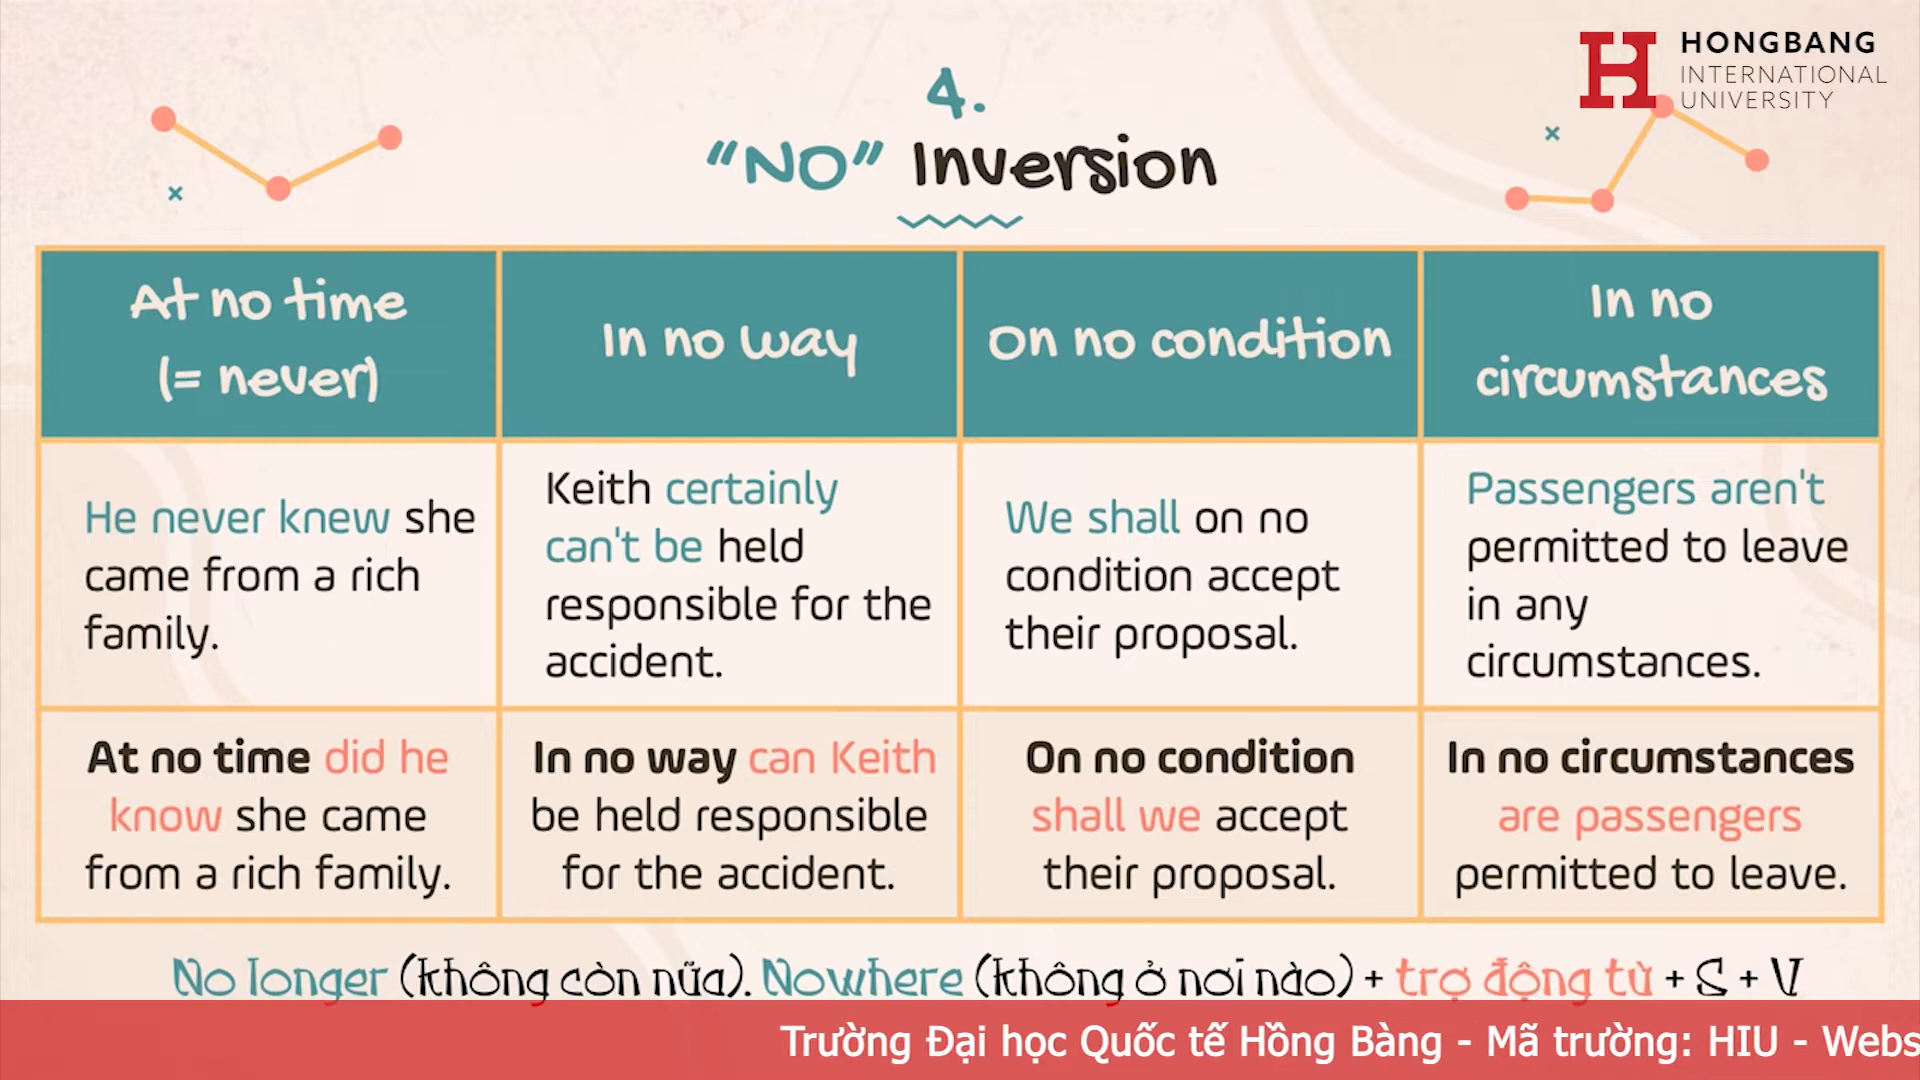 HONGBANG
INTERNATIONAL
UNIVERSITY
4.
“NO” Inversion
At no time
(= never)
In no way
On no condition
In no
circumstances
He never knew she
came from a rich
family.
Keith certainly
can't be held
responsible for the
accident.
We shall on no
condition accept
their proposal.
Passengers aren't
permitted to leave
in any
circumstances.
At no time did he
know she came
from a rich family.
In no way can Keith
be held responsible
for the accident.
On no condition
shall we accept
their proposal.
In no circumstances
are passengers
permitted to leave.
No longer (không còn nữa). Nowhere (không ở nơi nào) + trợ động từ + S + V
Trường Đại học Quốc tế Hồng Bàng - Mã trường: HIU - Webs